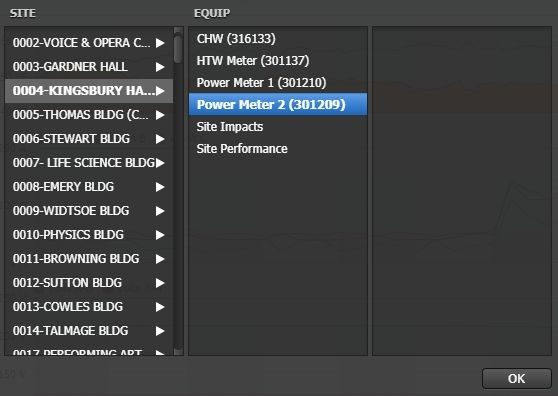 SITE
0002-VOICE & OPERA C...
0003-GARDNER HALL
0004-KINGSBURY HA...
0005-THOMAS BLDG (C...
0006-STEWART BLDG
0007- LIFE SCIENCE BLDG
0008-EMERY BLDG
0009-WIDTSOE BLDG
0010-PHYSICS BLDG
0011-BROWNING BLDG
0012-SUTTON BLDG
0013-COWLES BLDG
0014-TALMAGE BLDG
0017-PERFORMING ART
EQUIP
CHW (316133)
HTW Meter (301137)
Power Meter 1 (301210)
Power Meter 2 (301209)
Site Impacts
Site Performance
OK